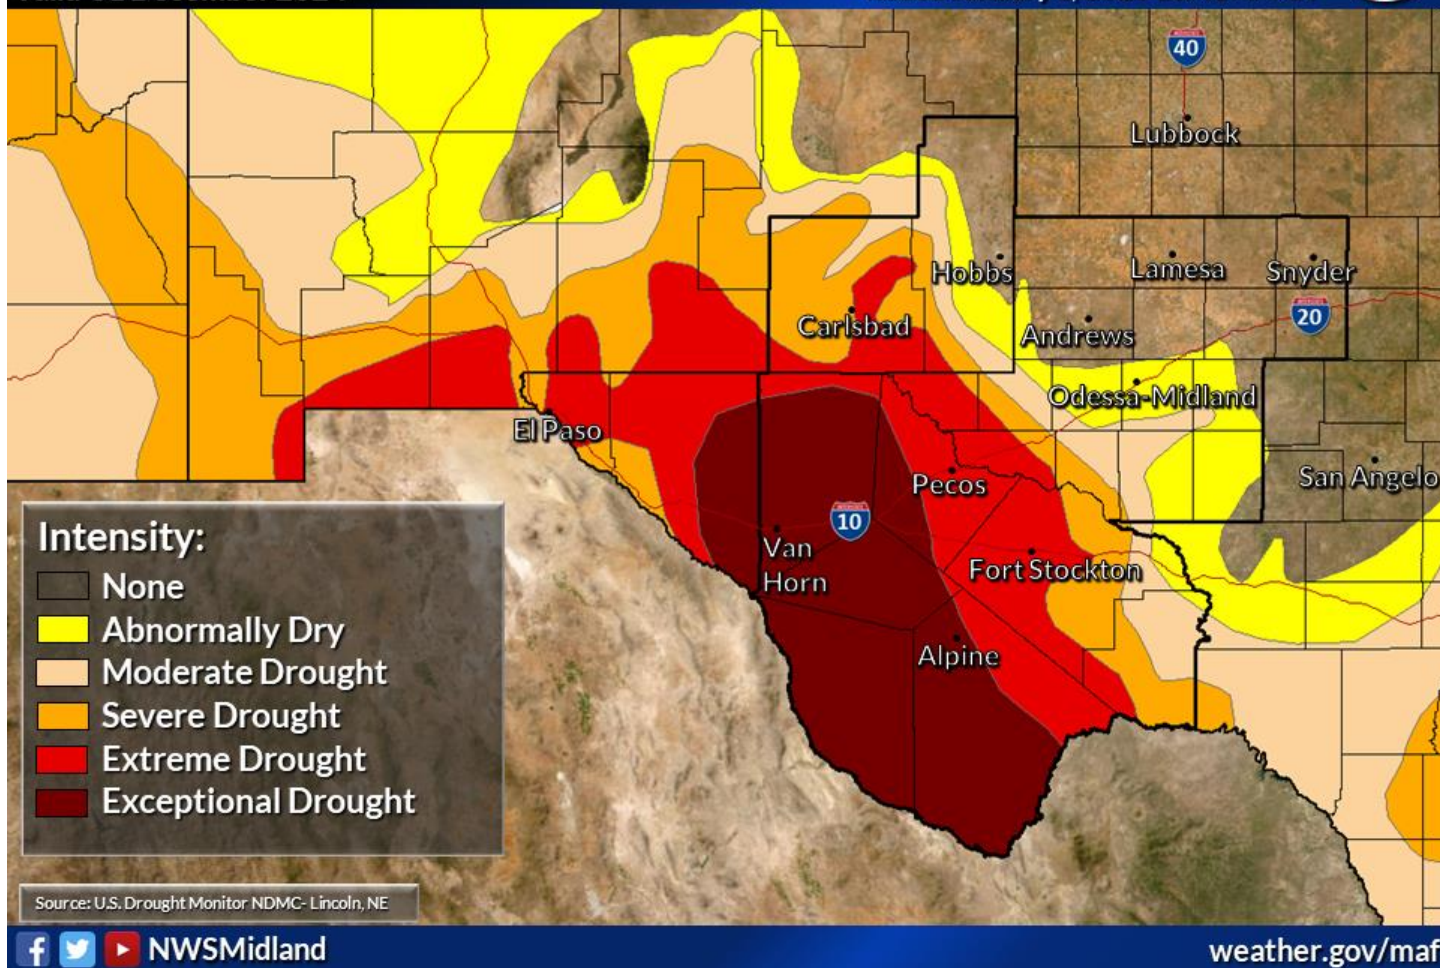 40
Lubbock
Hobbs
Lamesa
Snyder
20
Carlsbad
Andrews
Odessa-Midland
El Paso
San Angelo
Pecos
10
Van
Horn
Fort Stockton
Alpine
Intensity:
None
Abnormally Dry
Moderate Drought
Severe Drought
Extreme Drought
Exceptional Drought
Source: U.S. Drought Monitor NDMC- Lincoln, NE
NWSMidland
weather.gov/maf